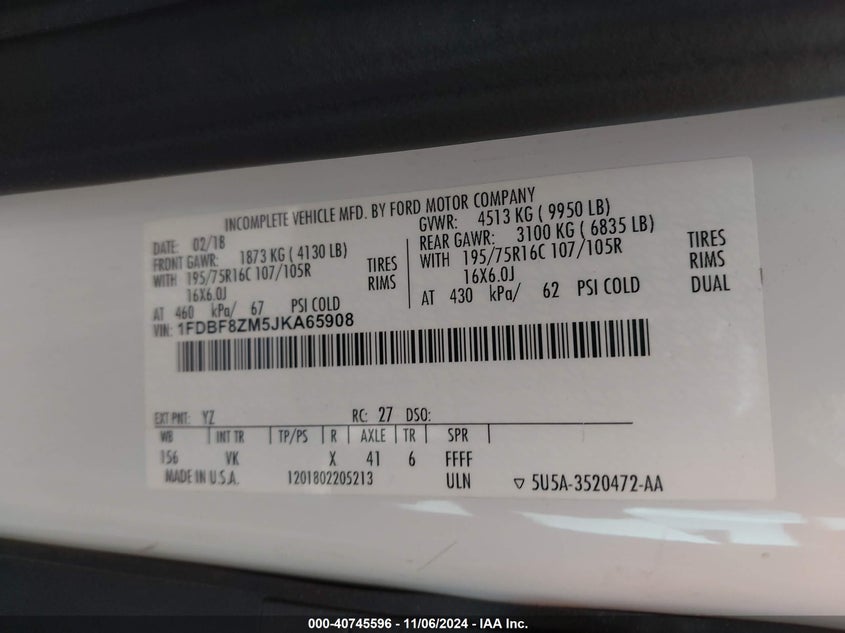 INCOMPLETE VEHICLE MFD. BY FORD MOTOR COMPANY
DATE: 02/18
FRONT GAWR: 1873 KG ( 4130 LB)
WITH 195/75R16C 107/105R TIRES
16X6.0J RIMS
AT 460 kPa/ 67 PSI COLD
GVWR: 4513 KG ( 9950 LB)
REAR GAWR: 3100 KG ( 6835 LB)
WITH 195/75R16C 107/105R TIRES
16X6.0J RIMS
AT 430 kPa/ 62 PSI COLD DUAL
VIN: 1FDBF8ZM5JKA65908
EXT PNT: YZ RC: 27 DSO:
WB INT TR TP/PS R AXLE TR SPR
156 VK X 41 6 FFFF
MADE IN U.S.A. 1201802205213 ULN ▽ 5U5A-3520472-AA
000-40745596 - 11/06/2024 - IAA Inc.